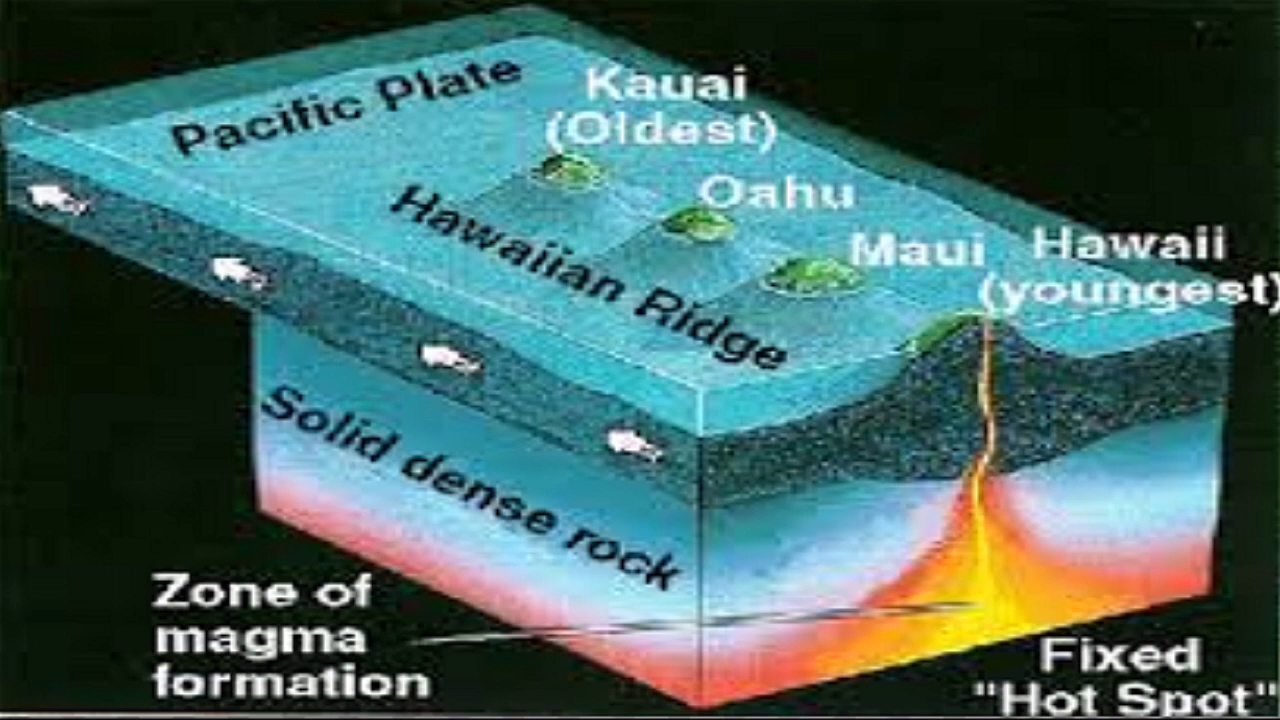 Pacific Plate
Kauai
(Oldest)
Oahu
Maui
Hawaii
(youngest)
Hawaiian Ridge
Solid dense rock
Zone of
magma
formation
Fixed
"Hot Spot"